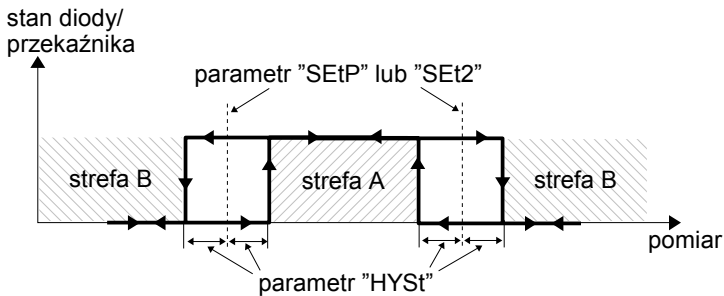 stan diody/
przekaźnika
parametr ”SEtP” lub ”SEt2”
strefa B
strefa A
strefa B
pomiar
parametr ”HYSt”